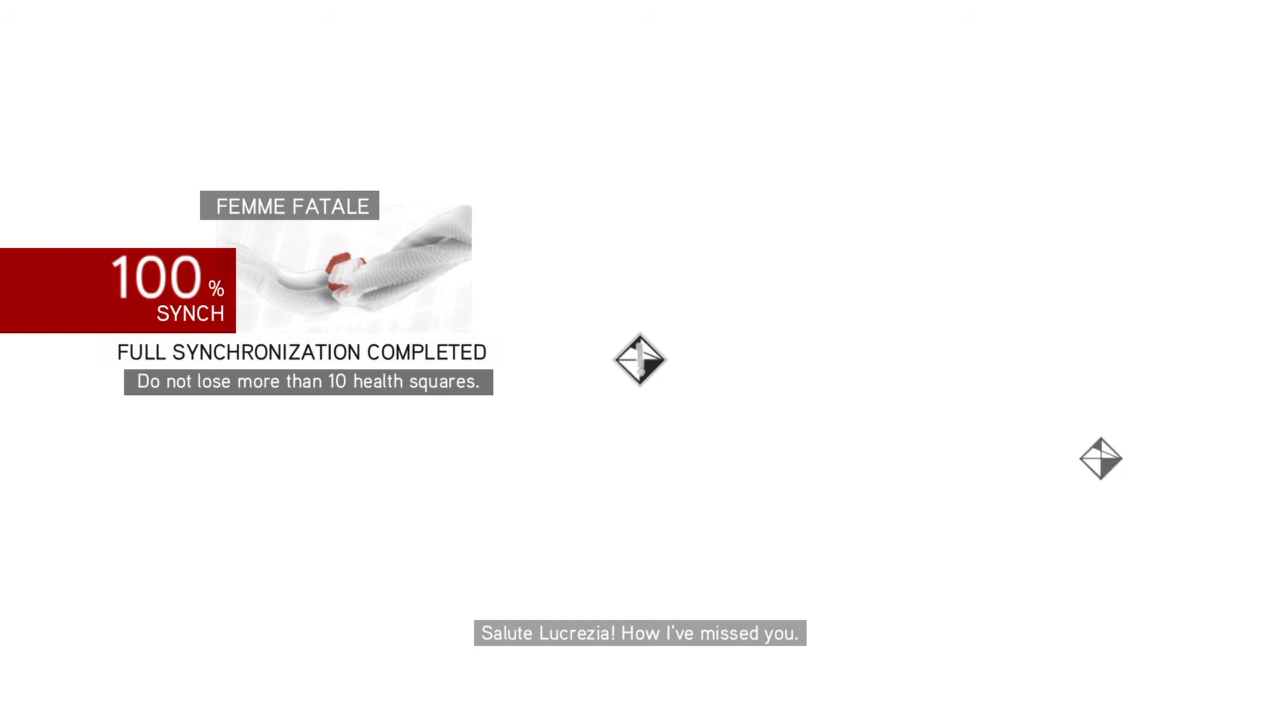 FEMME FATALE
100 %
SYNCH
FULL SYNCHRONIZATION COMPLETED
Do not lose more than 10 health squares.
Salute Lucrezia! How I've missed you.